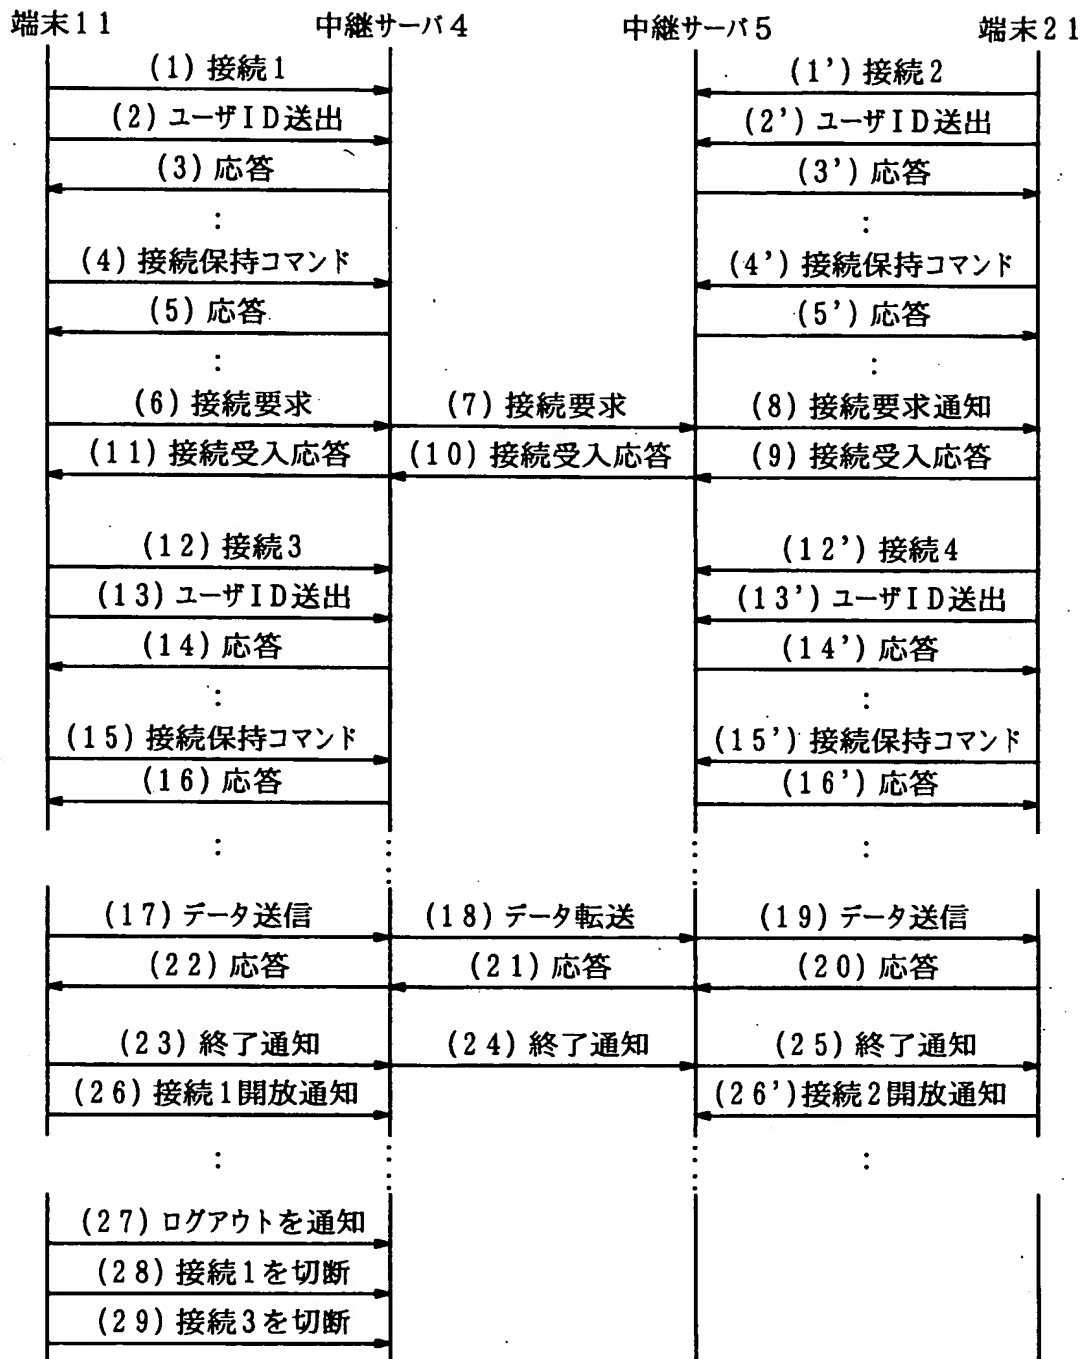 端末11 中継サーバ4 中継サーバ5 端末21
(1) 接続1 (1') 接続2
(2) ユーザID送出 (2') ユーザID送出
(3) 応答 (3') 応答
: :
(4) 接続保持コマンド (4') 接続保持コマンド
(5) 応答 (5') 応答
: :
(6) 接続要求 (7) 接続要求 (8) 接続要求通知
(11) 接続受入応答 (10) 接続受入応答 (9) 接続受入応答
(12) 接続3 (12') 接続4
(13) ユーザID送出 (13') ユーザID送出
(14) 応答 (14') 応答
: :
(15) 接続保持コマンド (15') 接続保持コマンド
(16) 応答 (16') 応答
: :
(17) データ送信 (18) データ転送 (19) データ送信
(22) 応答 (21) 応答 (20) 応答
(23) 終了通知 (24) 終了通知 (25) 終了通知
(26) 接続1開放通知 (26')接続2開放通知
: :
(27) ログアウトを通知
(28) 接続1を切断
(29) 接続3を切断